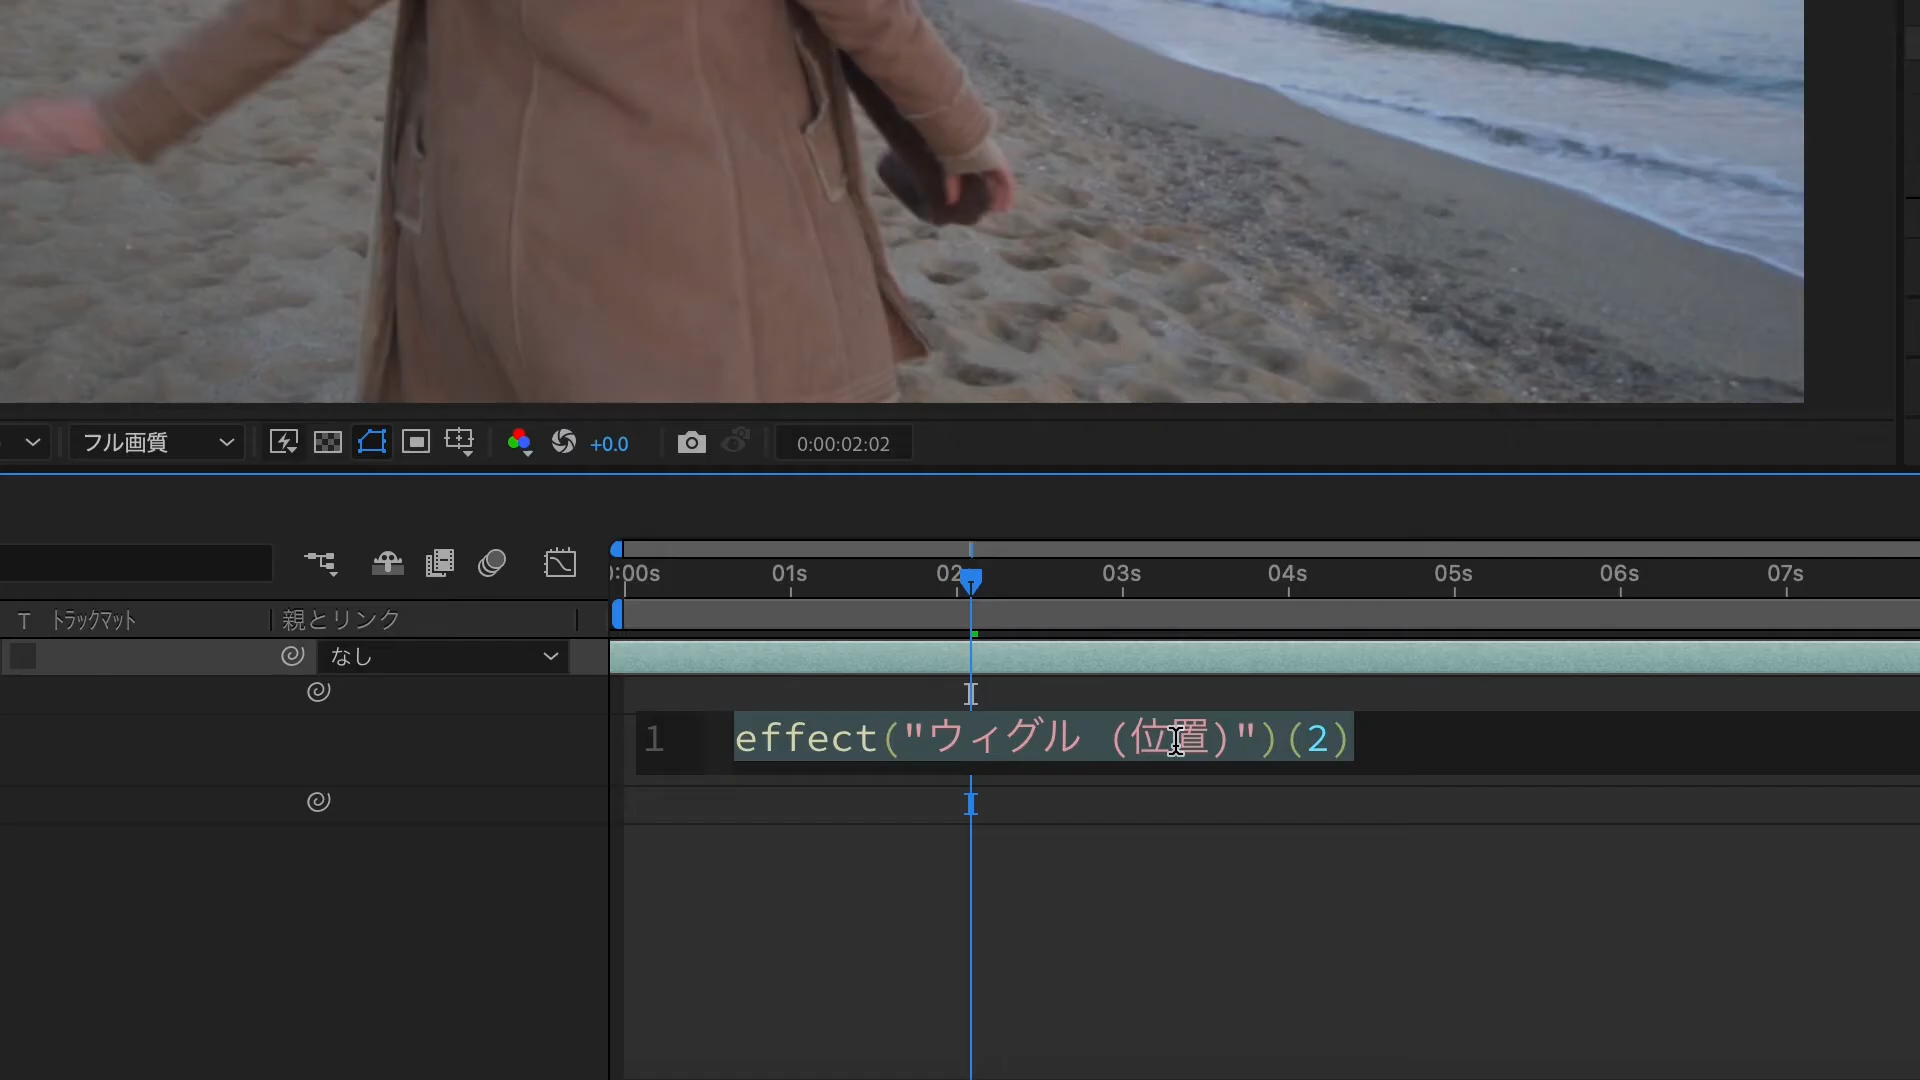 フル画質
+0.0
0:00:02:02
:00s 01s 02 03s 04s 05s 06s 07s
T トラックマット 親とリンク
なし
1 effect("ウィグル (位置)")(2)